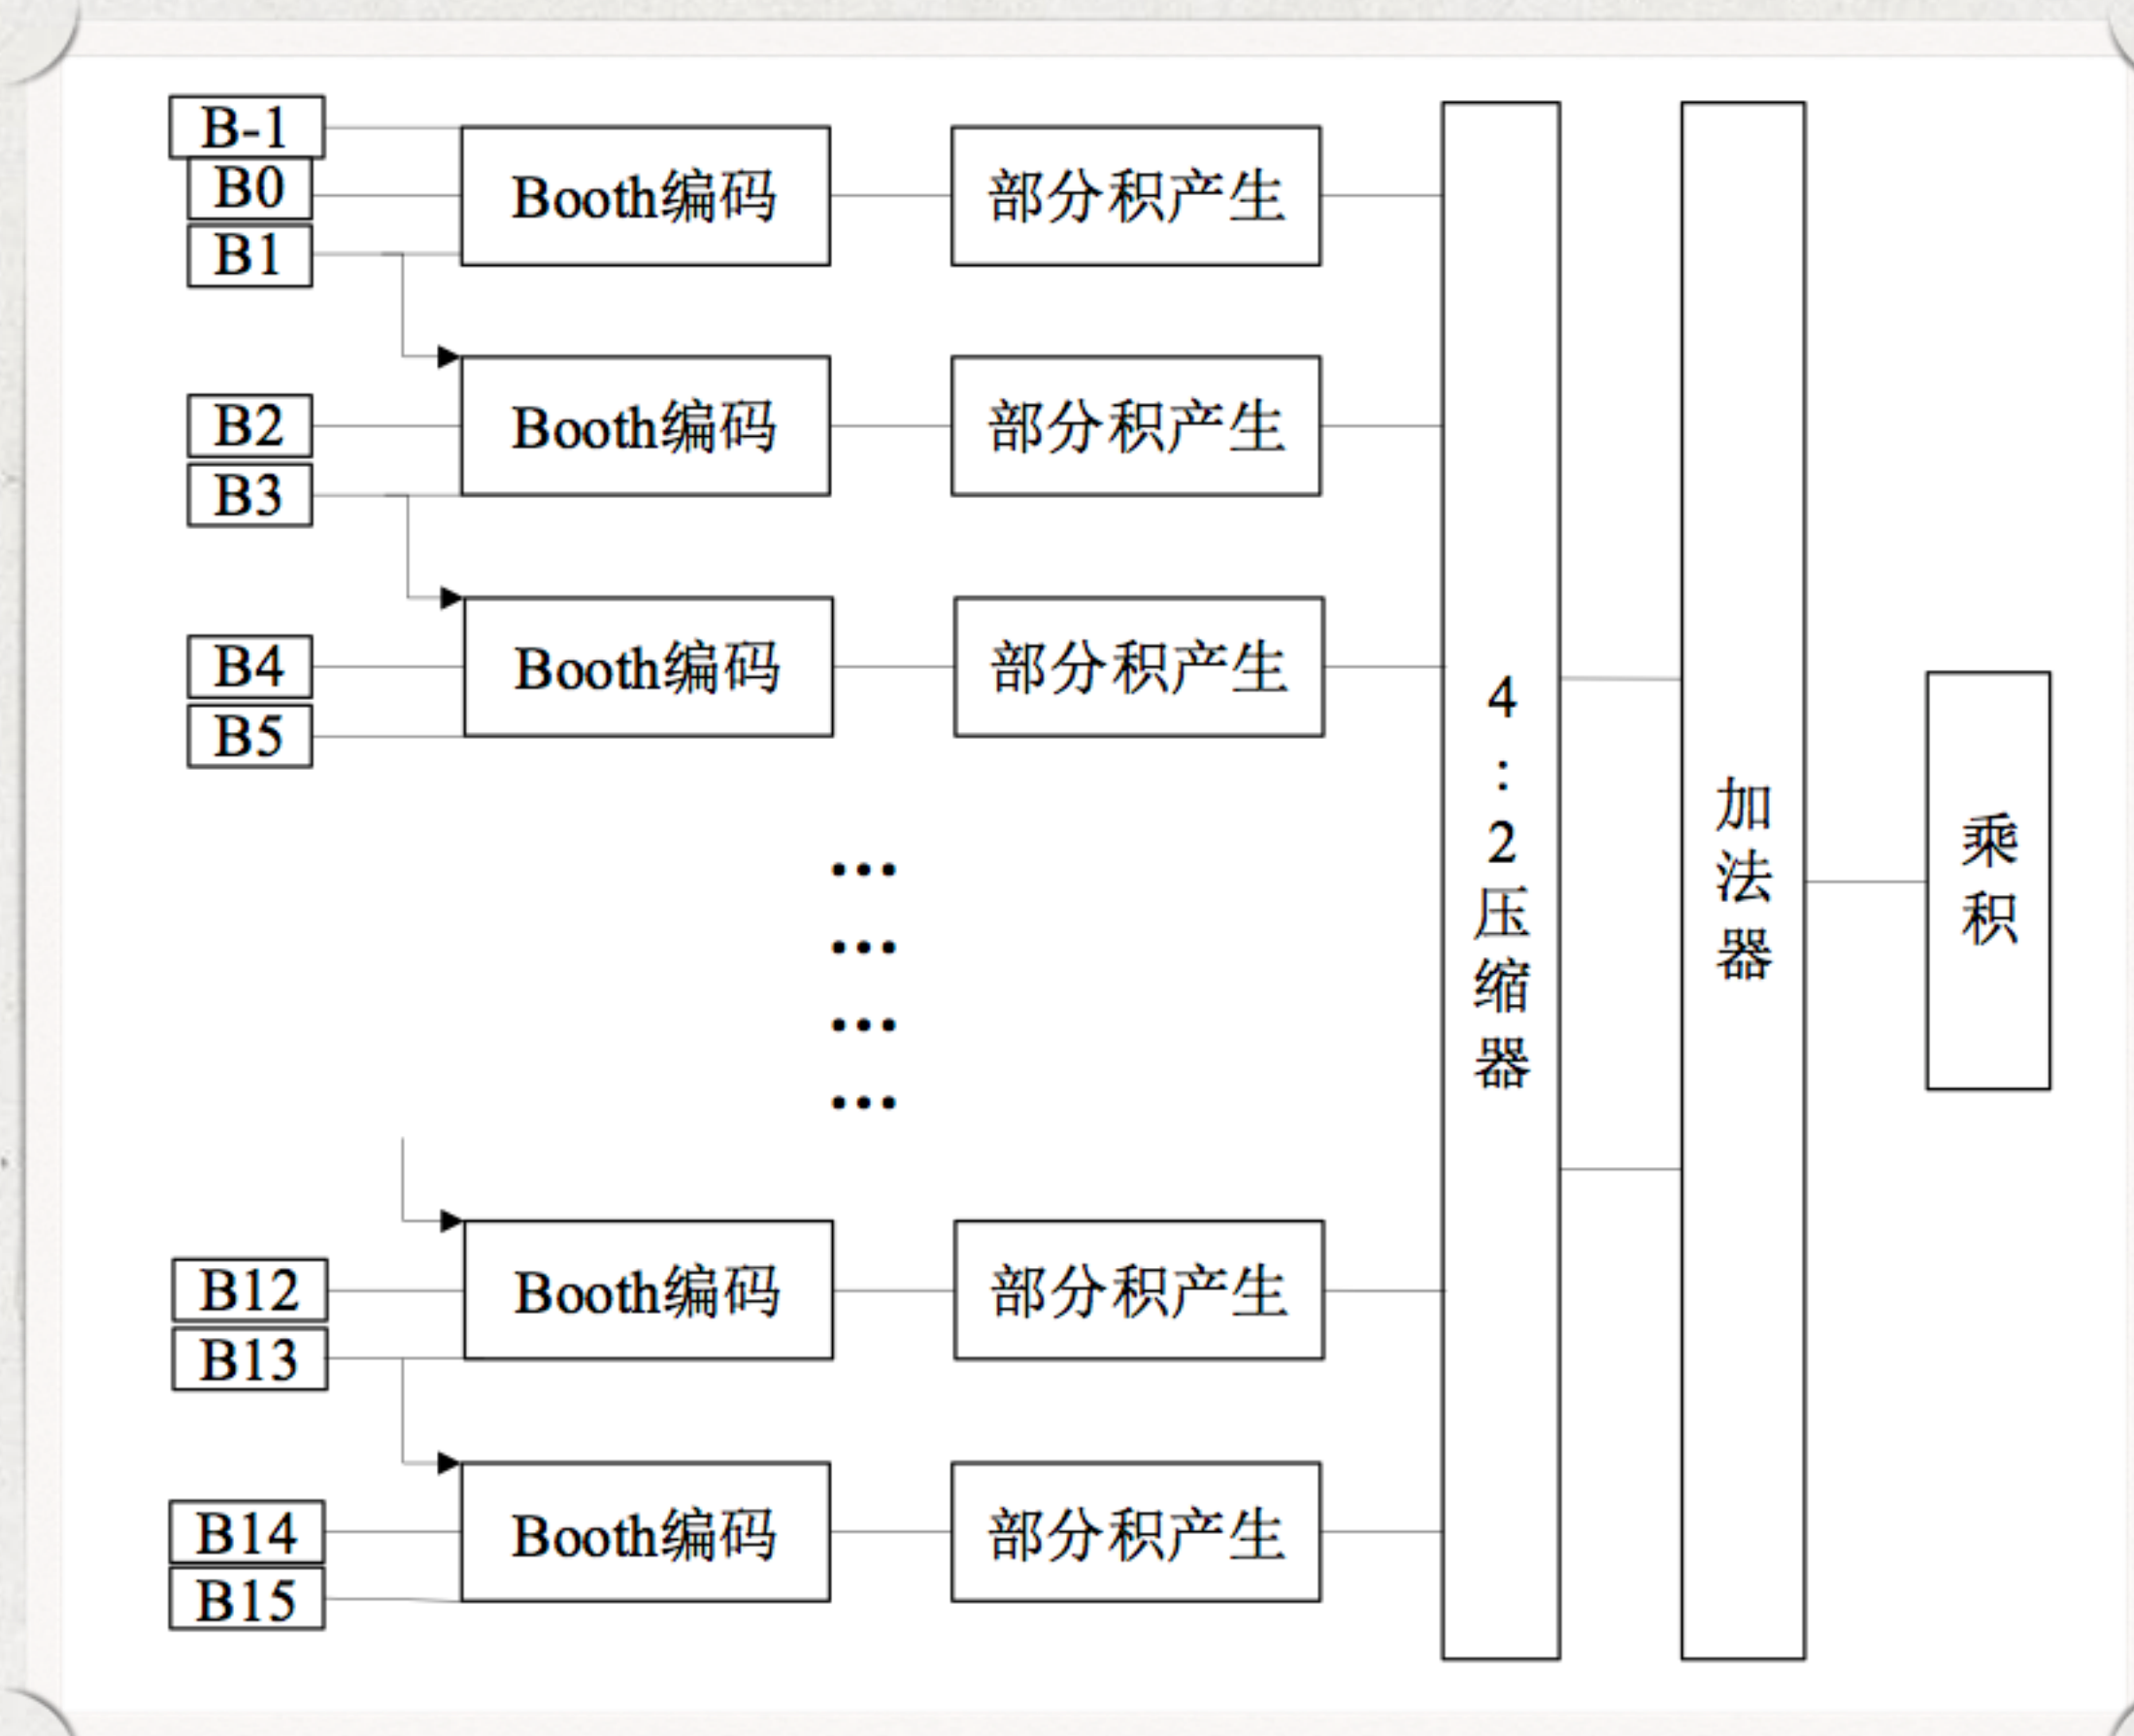 B-1
B0
B1
Booth编码
部分积产生
B2
B3
Booth编码
部分积产生
B4
B5
Booth编码
部分积产生
...
...
...
...
B12
B13
Booth编码
部分积产生
B14
B15
Booth编码
部分积产生
4:2压缩器
加法器
乘积